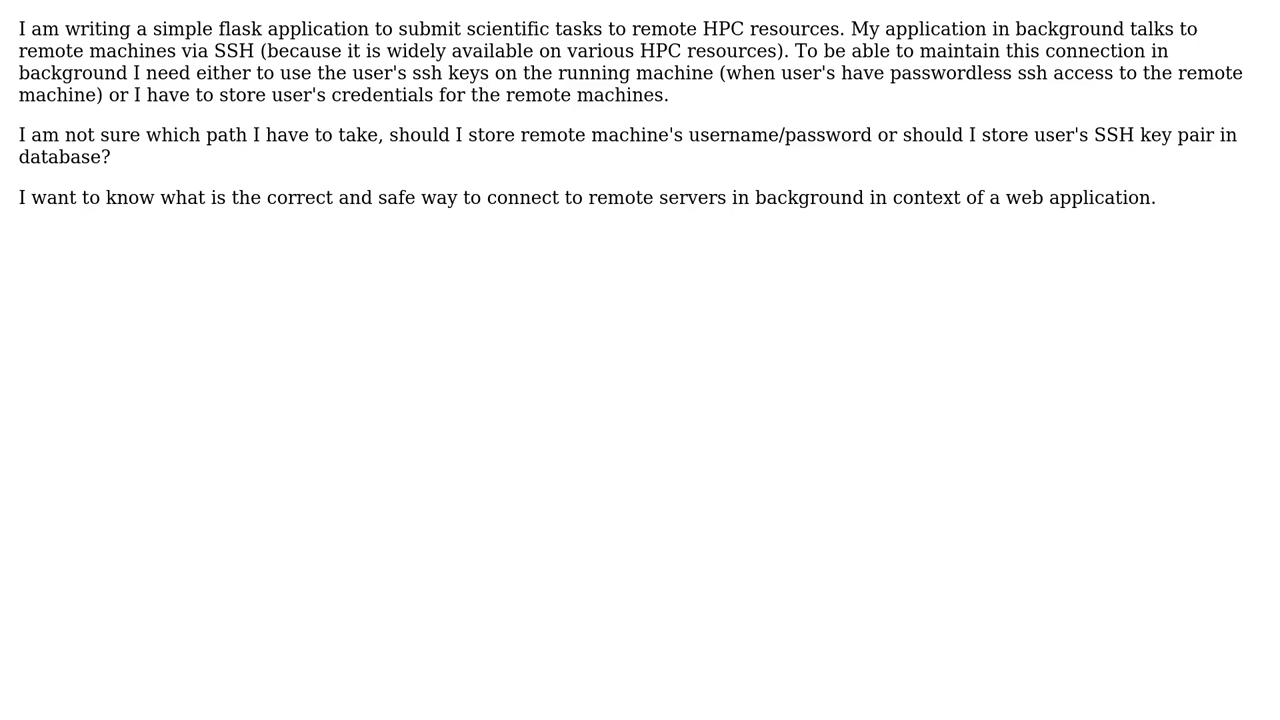 I am writing a simple flask application to submit scientific tasks to remote HPC resources. My application in background talks to
remote machines via SSH (because it is widely available on various HPC resources). To be able to maintain this connection in
background I need either to use the user's ssh keys on the running machine (when user's have passwordless ssh access to the remote
machine) or I have to store user's credentials for the remote machines.
I am not sure which path I have to take, should I store remote machine's username/password or should I store user's SSH key pair in
database?
I want to know what is the correct and safe way to connect to remote servers in background in context of a web application.